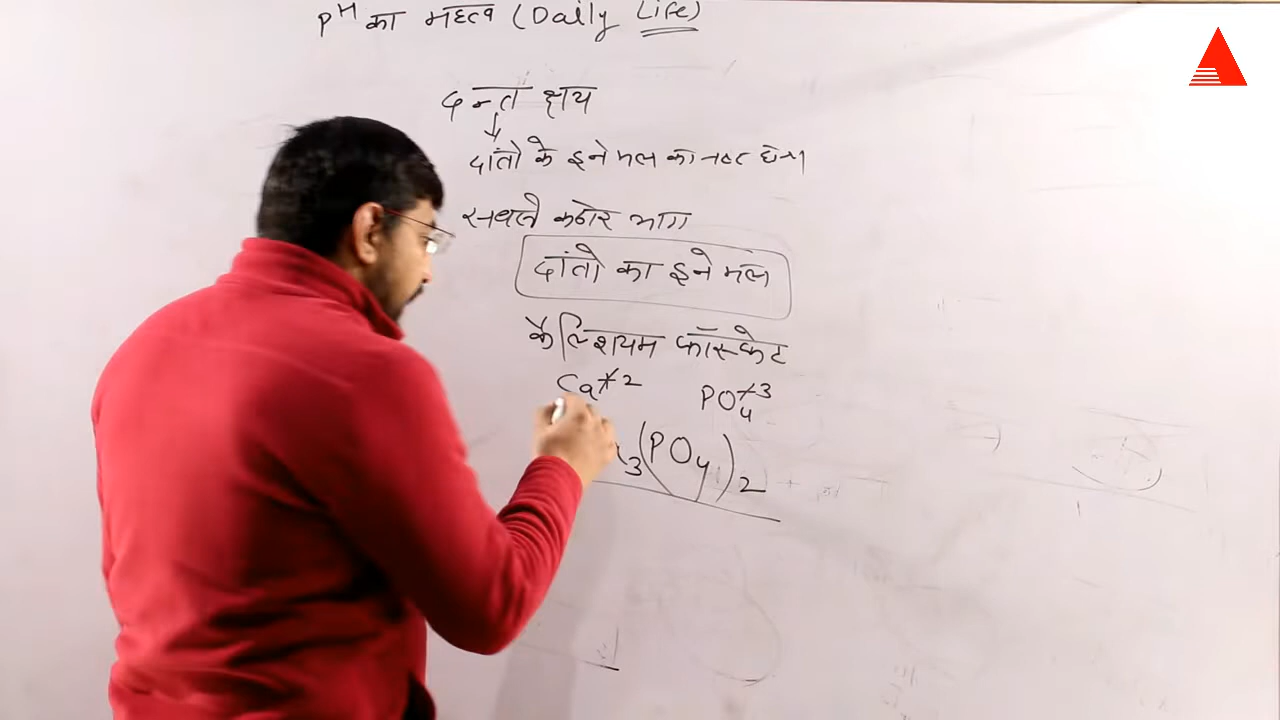 PH का महत्व (Daily Life)
दन्त क्षय
दांतो के इनेमल का नष्ट होना
सबसे कठोर भाग
दांतो का इनेमल
कैल्शियम फॉस्फेट
Ca+2 PO4-3
3(PO4)2